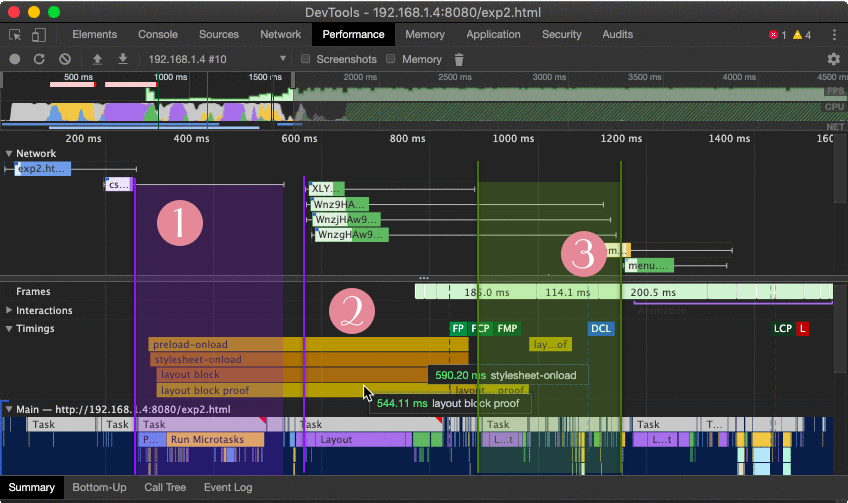 DevTools - 192.168.1.4:8080/exp2.html
Elements Console Sources Network Performance Memory Application Security Audits 1 4
192.168.1.4 #10 Screenshots Memory
500 ms 1000 ms 1500 ms 2000 ms 2500 ms 3000 ms 3500 ms 4000 ms 4500 ms
FPS
CPU
NET
200 ms 400 ms 600 ms 800 ms 1000 ms 1200 ms 1400 ms
Network
exp2.ht…
cs… XLY…
Wnz9HA…
1
WnzjHAw9…
WnzgHAw9…
3
m…
menu.…
Frames 185.0 ms 114.1 ms 200.5 ms
Interactions Animation
2
Timings FP FCP FMP DCL LCP L
preload-onload lay…of
stylesheet-onload
layout block 590.20 ms stylesheet-onload
layout block proof layout … proof
544.11 ms layout block proof
Main — http://192.168.1.4:8080/exp2.html
Task Task Task Task Task Task T…
P… Run Microtasks Layout L…t L…t
Summary Bottom-Up Call Tree Event Log